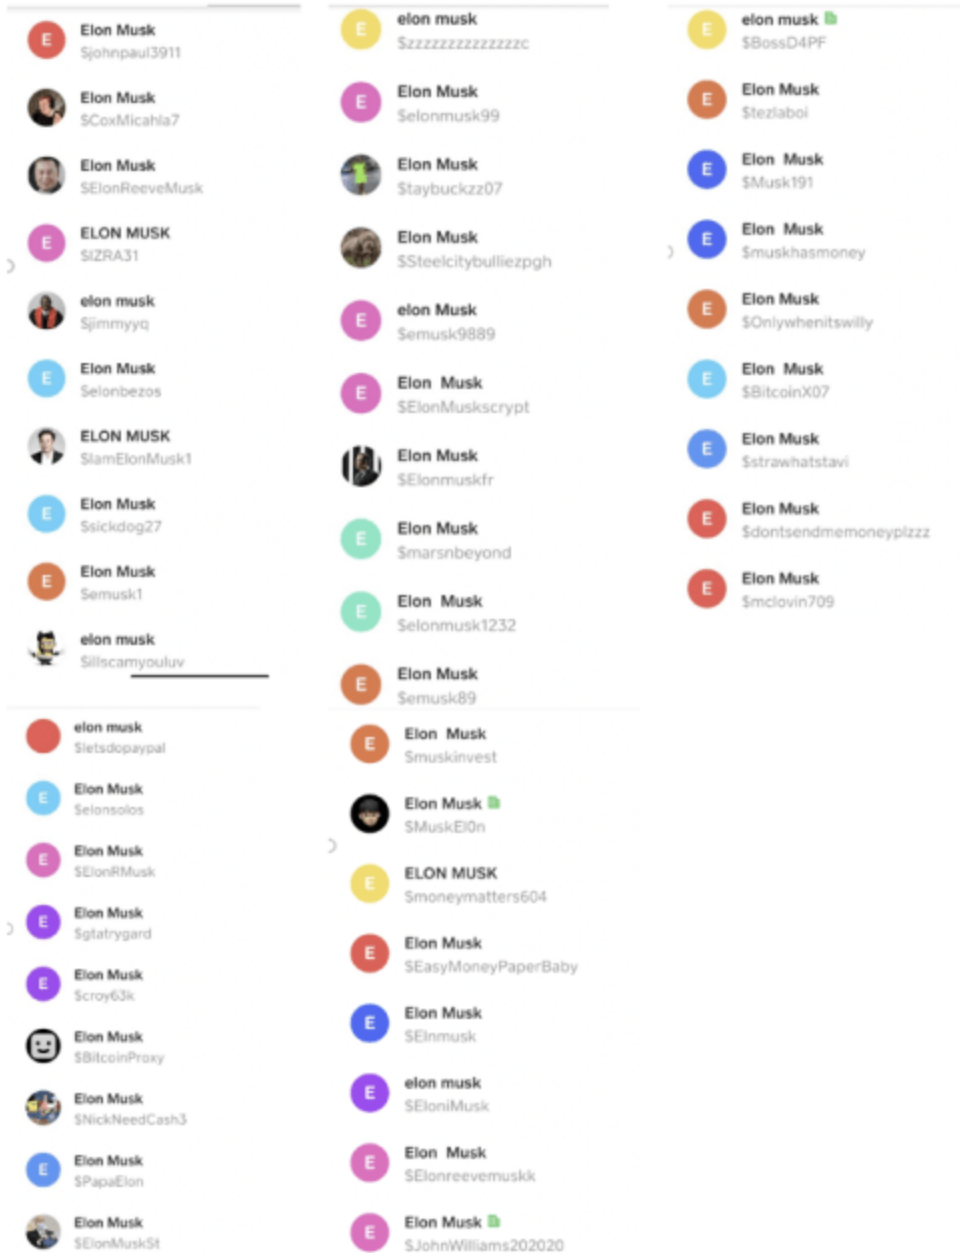 Elon Musk
$johnpaul3911
Elon Musk
$CoxMicahla7
Elon Musk
$ElonReeveMusk
ELON MUSK
$IZRA31
elon musk
$jimmyyq
Elon Musk
$elonbezos
ELON MUSK
$IamElonMusk1
Elon Musk
$sickdog27
Elon Musk
$emusk1
elon musk
$illscamyouluv
elon musk
$letsdopaypal
Elon Musk
$elonsolos
Elon Musk
$ElonRMusk
Elon Musk
$gtatrygard
Elon Musk
$croy63k
Elon Musk
$BitcoinProxy
Elon Musk
$NickNeedCash3
Elon Musk
$PapaElon
Elon Musk
$ElonMuskSt
elon musk
$zzzzzzzzzzzzzzc
Elon Musk
$elonmusk99
Elon Musk
$taybuckzz07
Elon Musk
$Steelcitybulliezpgh
elon Musk
$emusk9889
Elon Musk
$ElonMuskscrypt
Elon Musk
$Elonmuskfr
Elon Musk
$marsnbeyond
Elon Musk
$elonmusk1232
Elon Musk
$emusk89
Elon Musk
$muskinvest
Elon Musk
$MuskEl0n
ELON MUSK
$moneymatters604
Elon Musk
$EasyMoneyPaperBaby
Elon Musk
$Elnmusk
elon musk
$EloniMusk
Elon Musk
$Elonreevemuskk
Elon Musk
$JohnWilliams202020
elon musk
$BossD4PF
Elon Musk
$tezlaboi
Elon Musk
$Musk191
Elon Musk
$muskhasmoney
Elon Musk
$Onlywhenitswilly
Elon Musk
$BitcoinX07
Elon Musk
$strawhatstavi
Elon Musk
$dontsendmemoneyplzzz
Elon Musk
$mclovin709